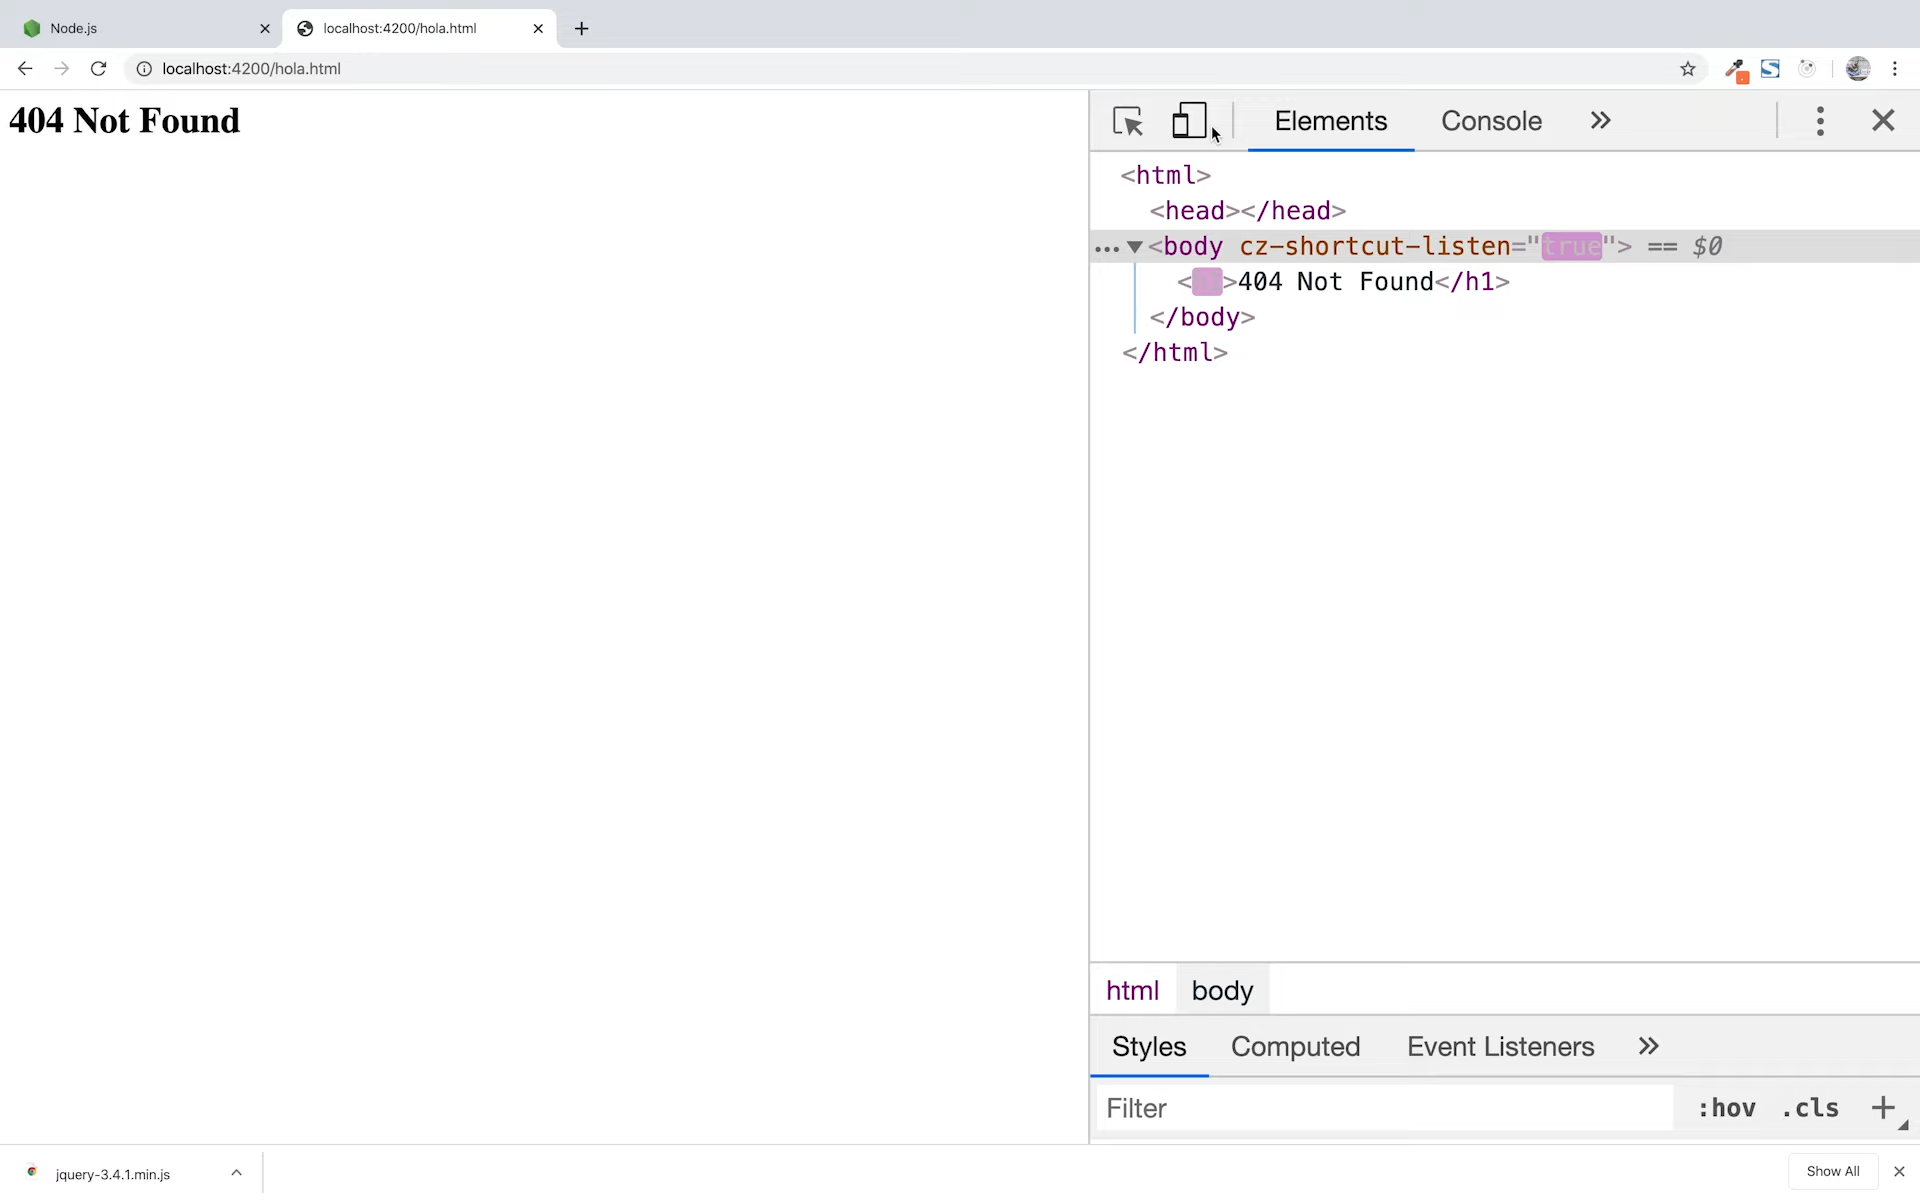 Node.js
localhost:4200/hola.html
localhost:4200/hola.html
404 Not Found
Elements Console
<html>
<head></head>
<body cz-shortcut-listen="true"> == $0
<>404 Not Found</h1>
</body>
</html>
html body
Styles Computed Event Listeners
Filter :hov .cls
jquery-3.4.1.min.js
Show All